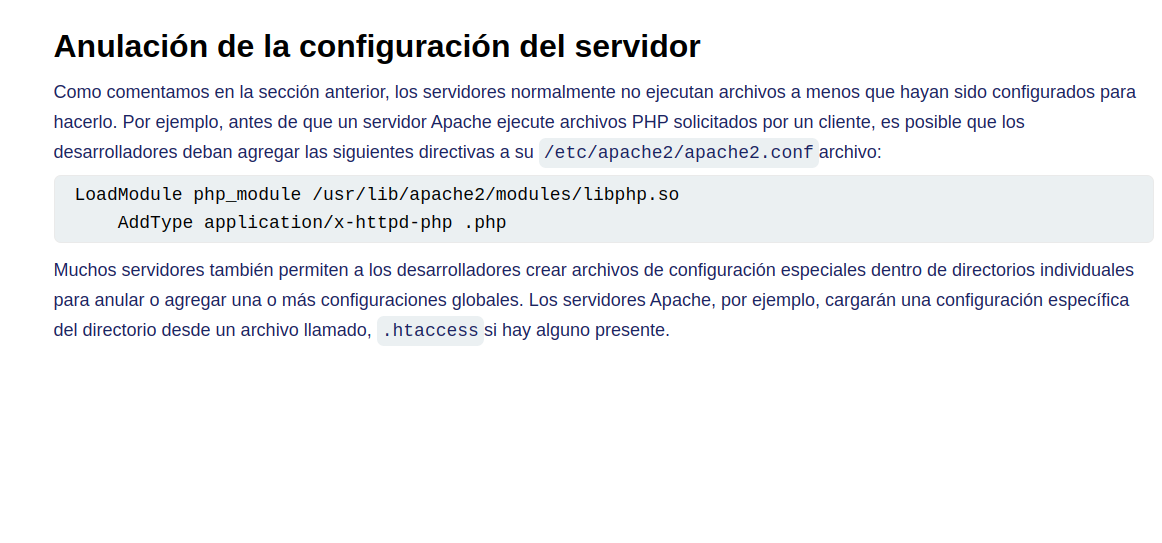 Anulación de la configuración del servidor
Como comentamos en la sección anterior, los servidores normalmente no ejecutan archivos a menos que hayan sido configurados para
hacerlo. Por ejemplo, antes de que un servidor Apache ejecute archivos PHP solicitados por un cliente, es posible que los
desarrolladores deban agregar las siguientes directivas a su /etc/apache2/apache2.conf archivo:
LoadModule php_module /usr/lib/apache2/modules/libphp.so
    AddType application/x-httpd-php .php
Muchos servidores también permiten a los desarrolladores crear archivos de configuración especiales dentro de directorios individuales
para anular o agregar una o más configuraciones globales. Los servidores Apache, por ejemplo, cargarán una configuración específica
del directorio desde un archivo llamado, .htaccess si hay alguno presente.